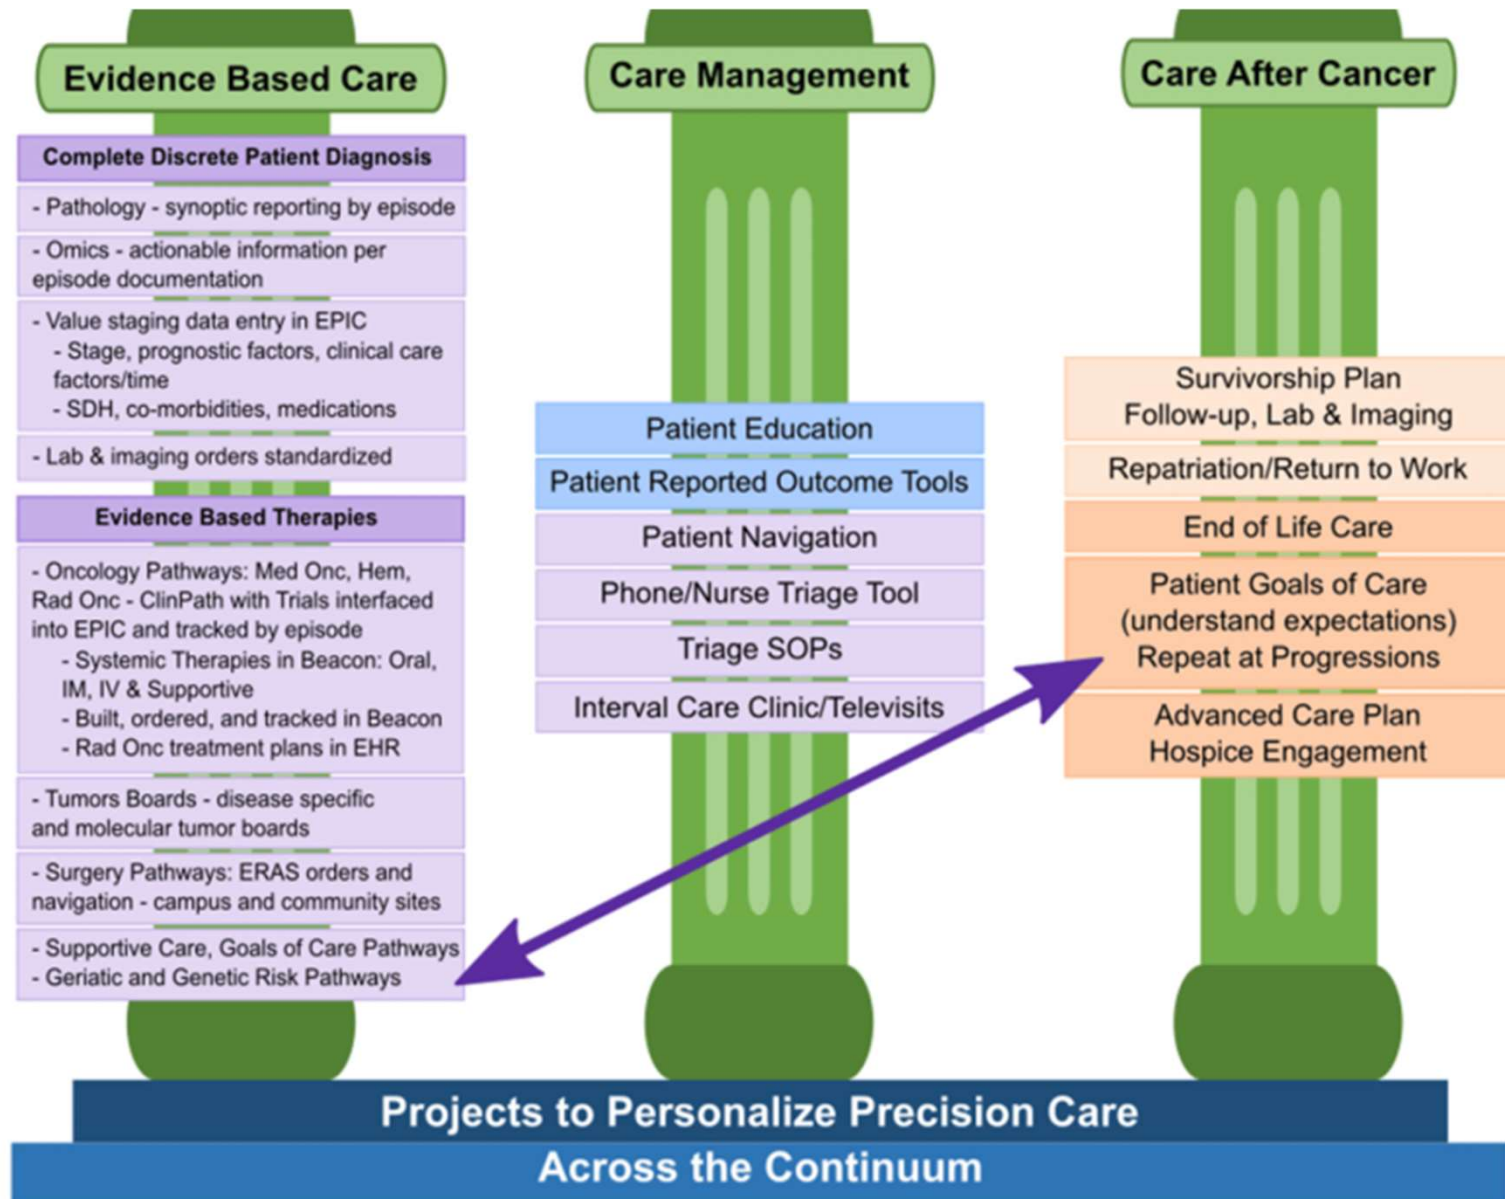 Evidence Based Care
Complete Discrete Patient Diagnosis
- Pathology - synoptic reporting by episode
- Omics - actionable information per
episode documentation
- Value staging data entry in EPIC
- Stage, prognostic factors, clinical care
factors/time
- SDH, co-morbidities, medications
- Lab & imaging orders standardized
Evidence Based Therapies
- Oncology Pathways: Med Onc, Hem,
Rad Onc - ClinPath with Trials interfaced
into EPIC and tracked by episode
- Systemic Therapies in Beacon: Oral,
IM, IV & Supportive
- Built, ordered, and tracked in Beacon
- Rad Onc treatment plans in EHR
- Tumors Boards - disease specific
and molecular tumor boards
- Surgery Pathways: ERAS orders and
navigation - campus and community sites
- Supportive Care, Goals of Care Pathways
- Geriatic and Genetic Risk Pathways
Care Management
Patient Education
Patient Reported Outcome Tools
Patient Navigation
Phone/Nurse Triage Tool
Triage SOPs
Interval Care Clinic/Televisits
Care After Cancer
Survivorship Plan
Follow-up, Lab & Imaging
Repatriation/Return to Work
End of Life Care
Patient Goals of Care
(understand expectations)
Repeat at Progressions
Advanced Care Plan
Hospice Engagement
Projects to Personalize Precision Care
Across the Continuum